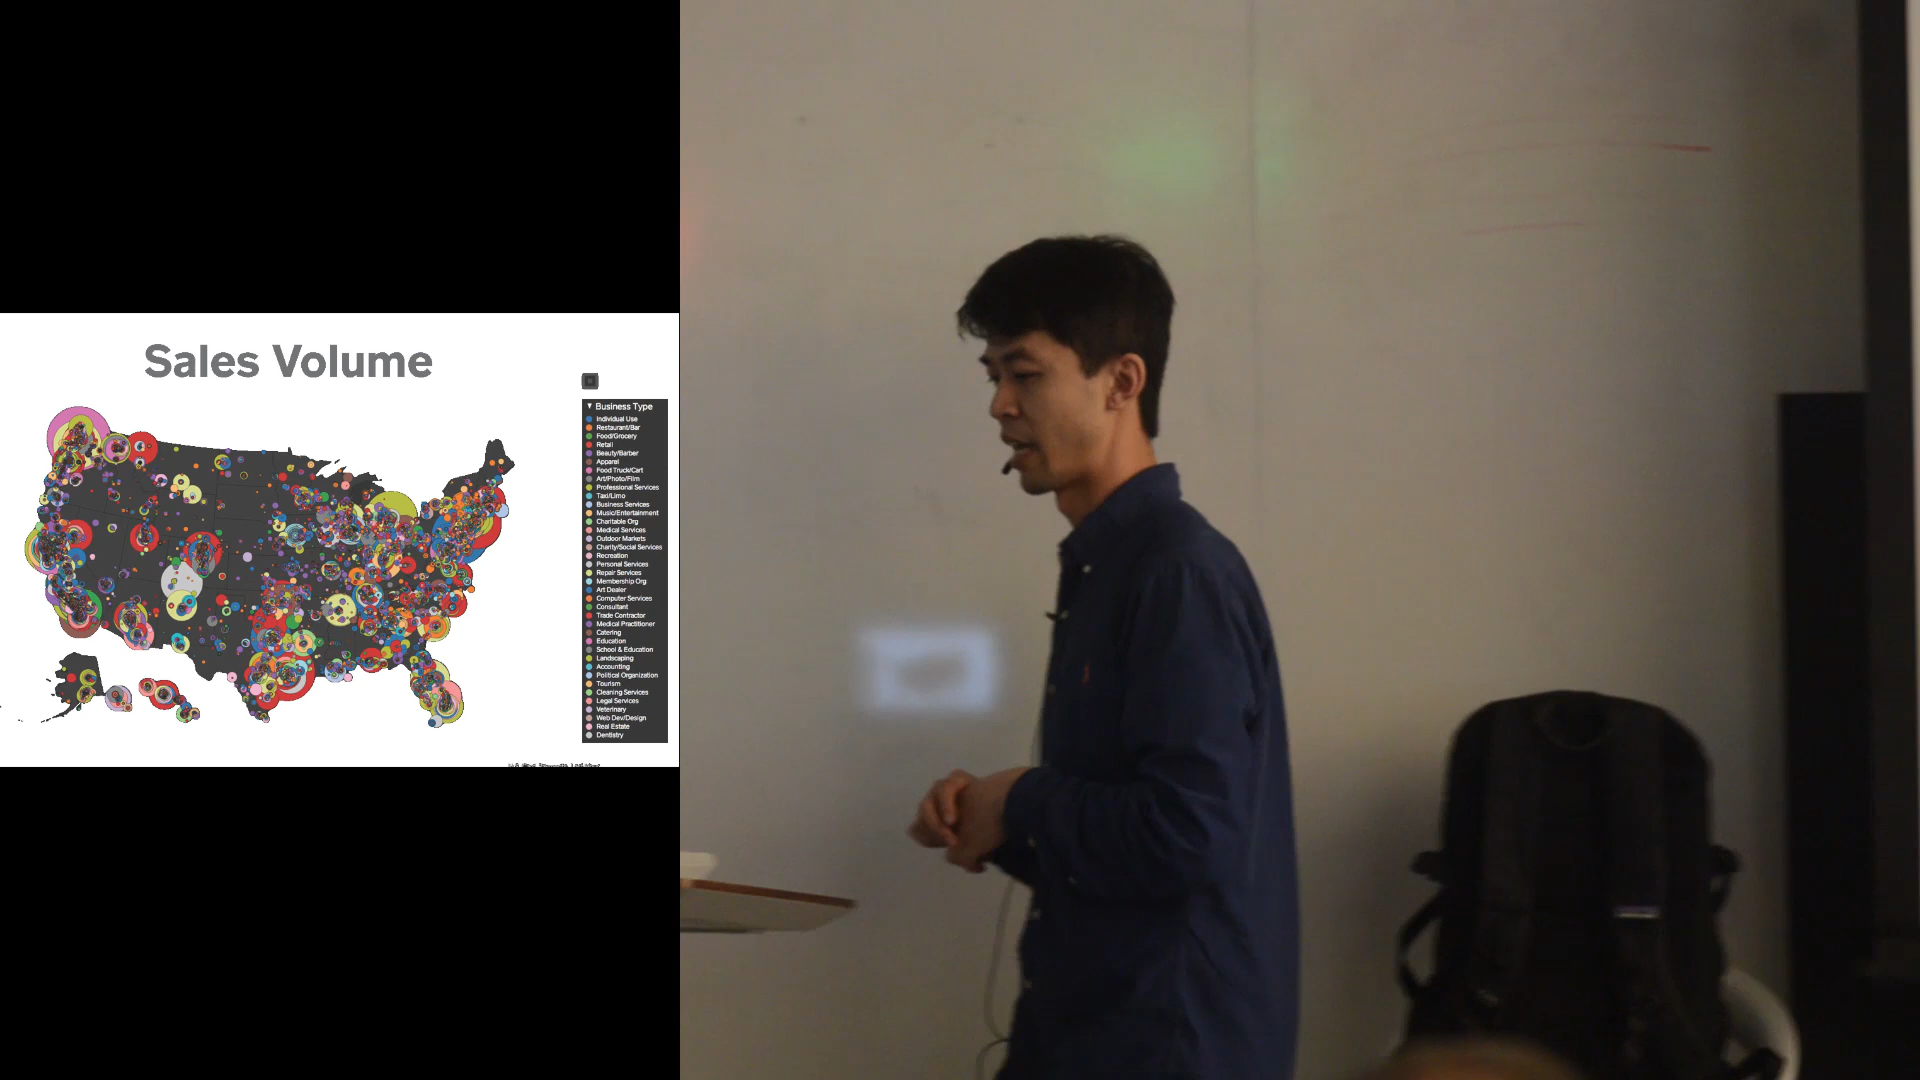 Sales Volume
▼ Business Type
Individual Use
Restaurant/Bar
Food/Grocery
Retail
Beauty/Barber
Apparel
Food Truck/Cart
Art/Photo/Film
Professional Services
Taxi/Limo
Business Services
Music/Entertainment
Charitable Org
Medical Services
Outdoor Markets
Charity/Social Services
Recreation
Personal Services
Repair Services
Membership Org
Art Dealer
Computer Services
Consultant
Trade Contractor
Medical Practitioner
Catering
Education
School & Education
Landscaping
Accounting
Political Organization
Tourism
Cleaning Services
Legal Services
Veterinary
Web Dev/Design
Real Estate
Dentistry